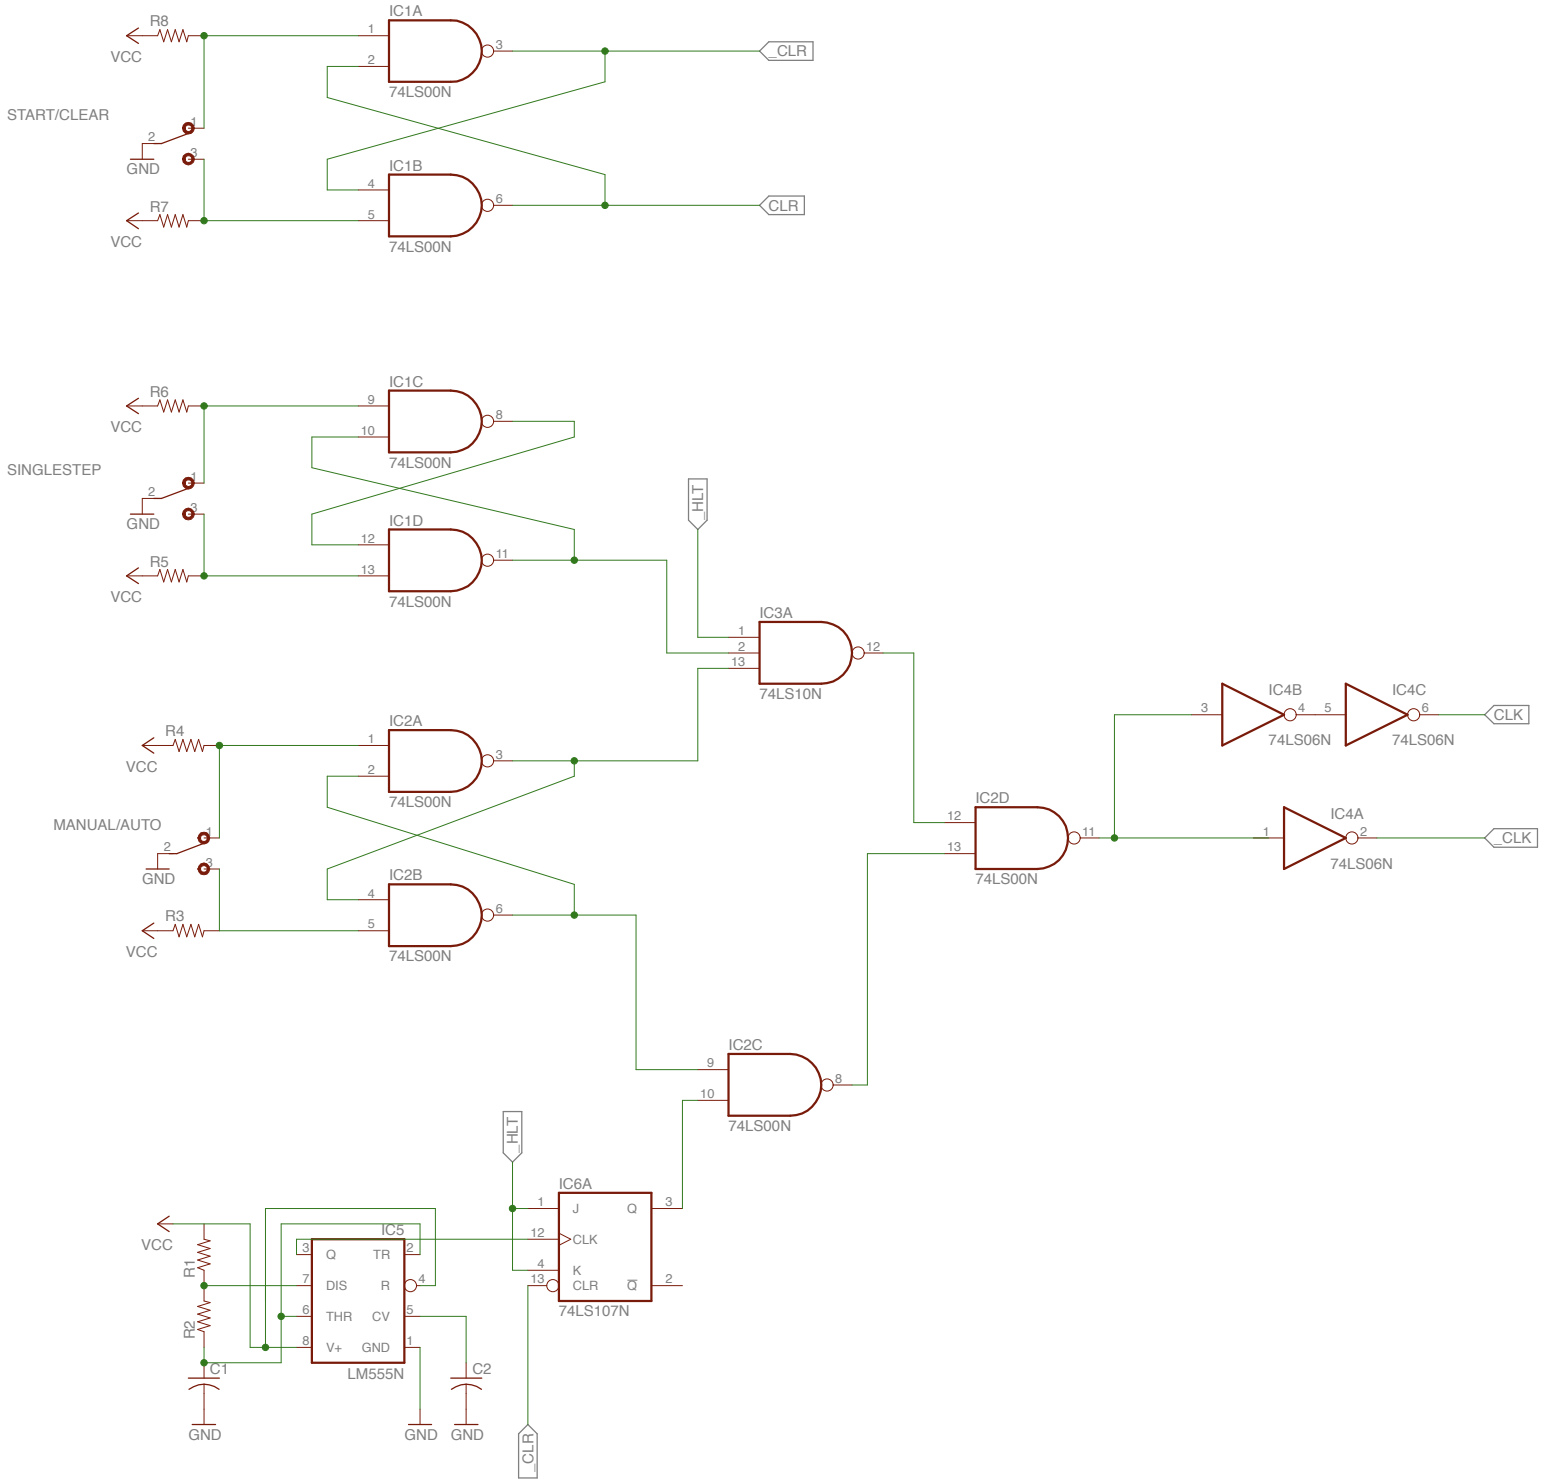 IC1A
R8
1
3
VCC
2
_CLR
74LS00N
START/CLEAR
1
2
3
GND
IC1B
4
R7
6
CLR
5
VCC
74LS00N
IC1C
R6
9
8
VCC
10
74LS00N
SINGLESTEP
1
2
3
GND
_HLT
IC1D
12
11
R5
13
VCC
74LS00N
IC3A
1
2
12
13
74LS10N
IC4B
IC4C
3
4
5
6
CLK
74LS06N
74LS06N
IC2A
R4
1
3
VCC
2
74LS00N
IC2D
MANUAL/AUTO
1
2
3
GND
12
11
13
74LS00N
IC4A
1
2
_CLK
74LS06N
IC2B
4
R3
6
5
VCC
74LS00N
IC2C
9
8
10
74LS00N
_HLT
IC6A
1
J
Q
3
12
CLK
4
K
13
CLR
Q
2
74LS107N
VCC
R1
R2
IC5
3
Q
TR
2
7
DIS
R
4
6
THR
CV
5
8
V+
GND
1
LM555N
C1
C2
GND
GND
GND
_CLR